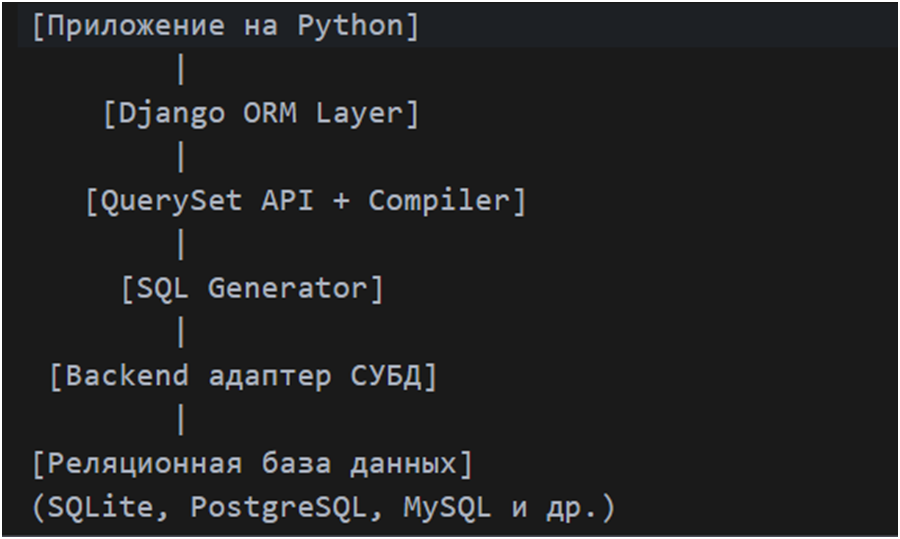 [Приложение на Python]
|
[Django ORM Layer]
|
[QuerySet API + Compiler]
|
[SQL Generator]
|
[Backend адаптер СУБД]
|
[Реляционная база данных]
(SQLite, PostgreSQL, MySQL и др.)